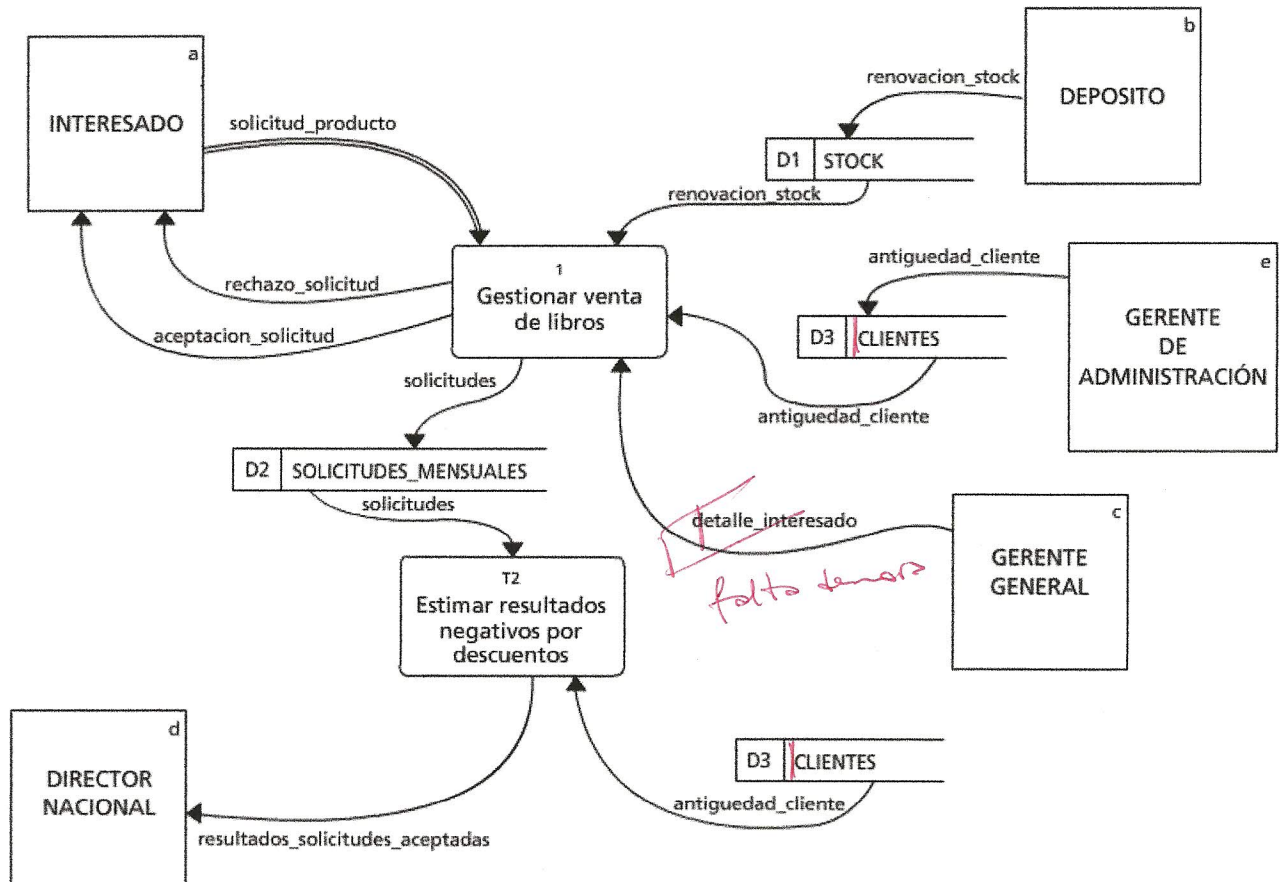 a
INTERESADO
solicitud_producto
rechazo_solicitud
aceptacion_solicitud
b
DEPOSITO
renovacion_stock
D1 STOCK
renovacion_stock
1
Gestionar venta
de libros
antiguedad_cliente
e
GERENTE
DE
ADMINISTRACIÓN
D3 CLIENTES
antiguedad_cliente
solicitudes
D2 SOLICITUDES_MENSUALES
solicitudes
detalle_interesado
falta
c
GERENTE
GENERAL
T2
Estimar resultados
negativos por
descuentos
d
DIRECTOR
NACIONAL
D3 CLIENTES
antiguedad_cliente
resultados_solicitudes_aceptadas